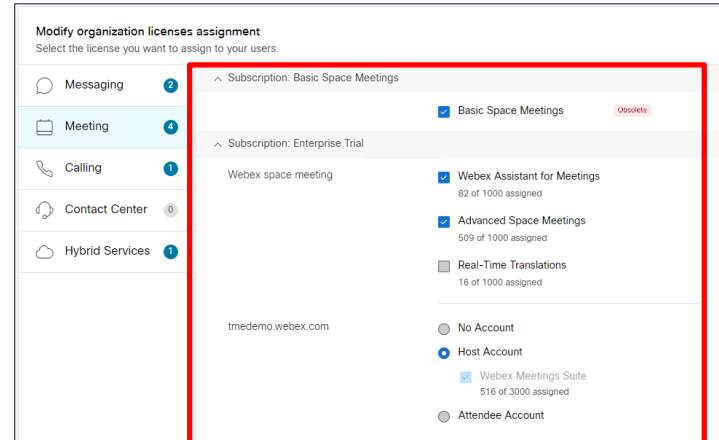 Modify organization licenses assignment
Select the license you want to assign to your users.
Messaging 2
Meeting 4
Calling 1
Contact Center 0
Hybrid Services 1
Subscription: Basic Space Meetings
Basic Space Meetings Obsolete
Subscription: Enterprise Trial
Webex space meeting
Webex Assistant for Meetings
82 of 1000 assigned
Advanced Space Meetings
509 of 1000 assigned
Real-Time Translations
16 of 1000 assigned
tmedemo.webex.com
No Account
Host Account
Webex Meetings Suite
516 of 3000 assigned
Attendee Account